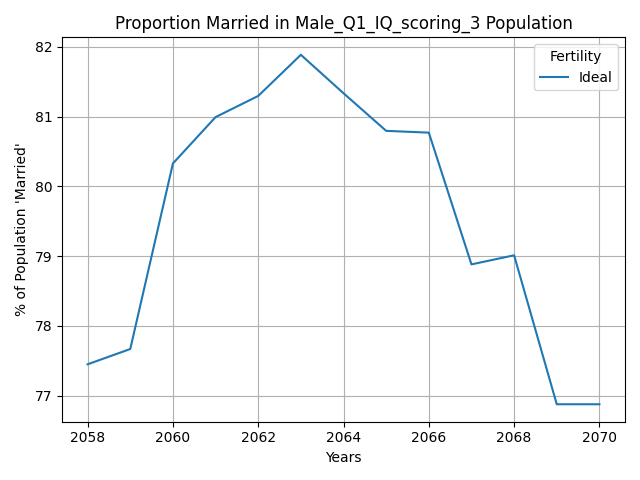 Proportion Married in Male_Q1_IQ_scoring_3 Population
Fertility
Ideal
% of Population 'Married'
82
81
80
79
78
77
2058
2060
2062
2064
2066
2068
2070
Years